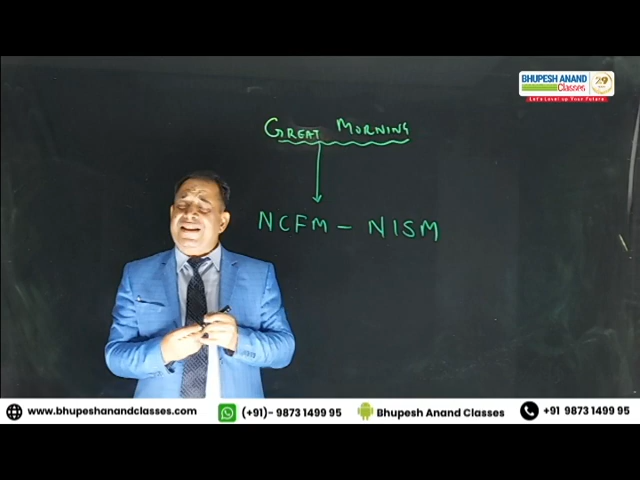 BHUPESH ANAND
Classes
Let's Level up Your Future
GREAT MORNING
NCFM - NISM
www.bhupeshanandclasses.com (+91)- 9873 1499 95 Bhupesh Anand Classes +91 9873 1499 95